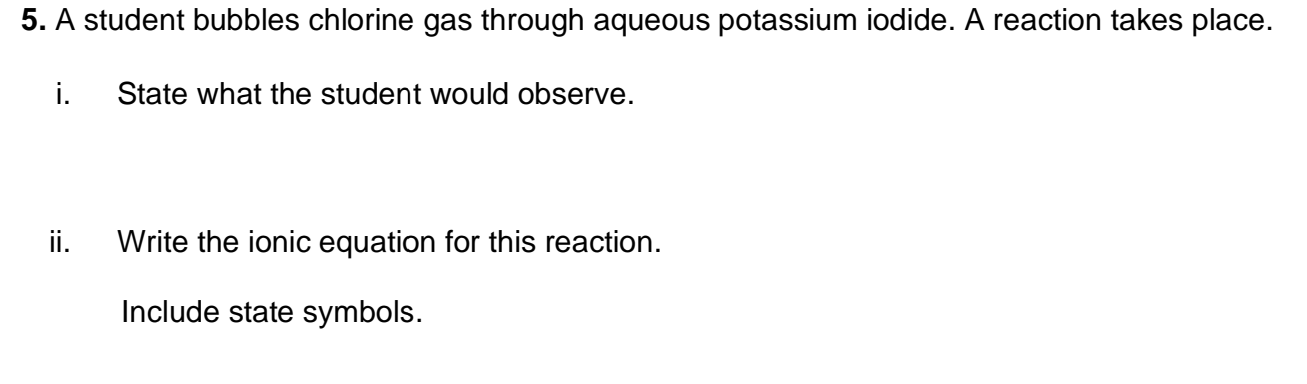 5. A student bubbles chlorine gas through aqueous potassium iodide. A reaction takes place.
i. State what the student would observe.
ii. Write the ionic equation for this reaction.
Include state symbols.